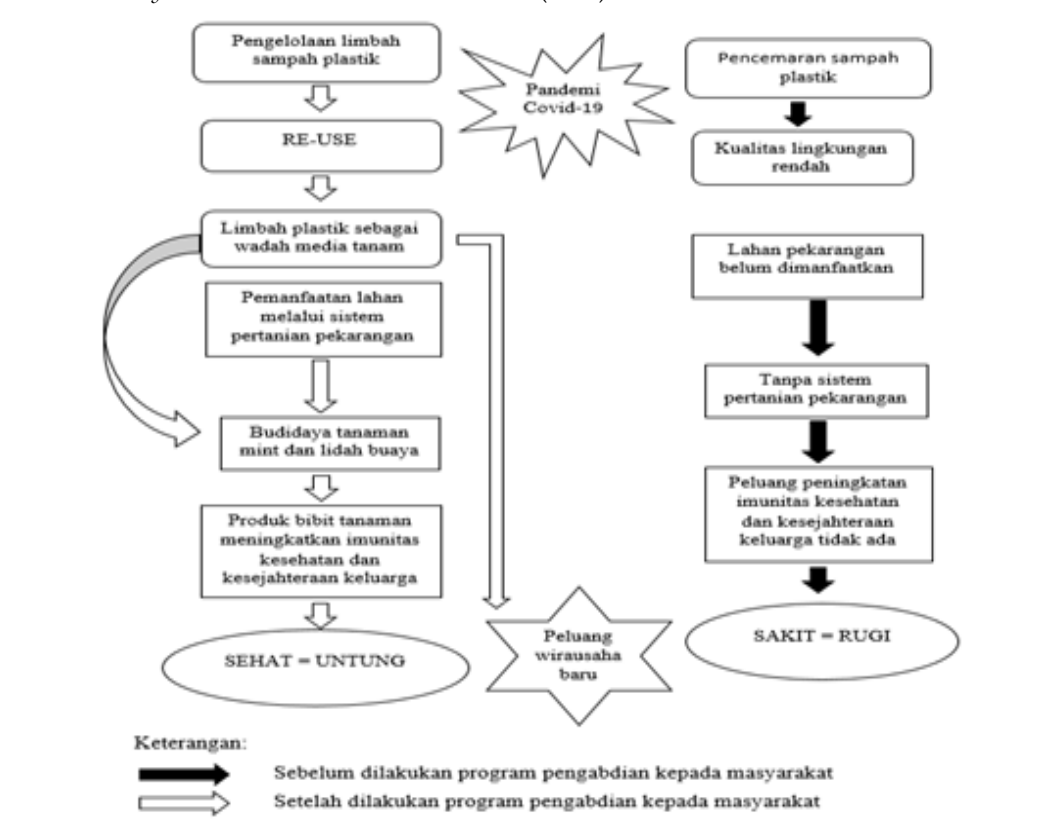 Pengelolaan limbah
sampah plastik
RE-USE
Limbah plastik sebagai
wadah media tanam
Pemanfaatan lahan
melalui sistem
pertanian pekarangan
Budidaya tanaman
mint dan lidah buaya
Produk bibit tanaman
meningkatkan imunitas
kesehatan dan
kesejahteraan keluarga
SEHAT = UNTUNG
Pandemi
Covid-19
Peluang
wirausaha
baru
Pencemaran sampah
plastik
Kualitas lingkungan
rendah
Lahan pekarangan
belum dimanfaatkan
Tanpa sistem
pertanian pekarangan
Peluang peningkatan
imunitas kesehatan
dan kesejahteraan
keluarga tidak ada
SAKIT = RUGI
Keterangan:
Sebelum dilakukan program pengabdian kepada masyarakat
Setelah dilakukan program pengabdian kepada masyarakat